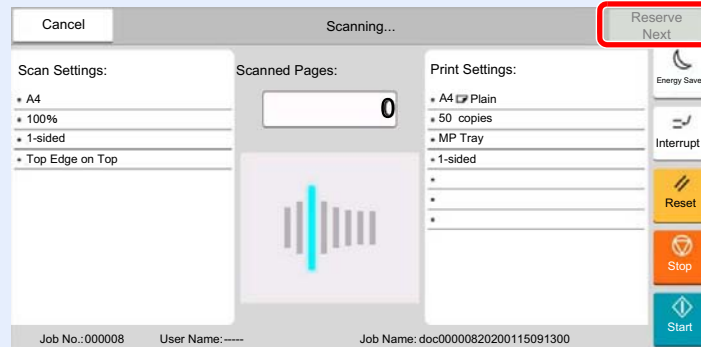 Cancel
Scanning...
Reserve
Next
Scan Settings:
A4
100%
1-sided
Top Edge on Top
Scanned Pages:
0
Print Settings:
A4 Plain
50 copies
MP Tray
1-sided
Energy Save
Interrupt
Reset
Stop
Start
Job No.:000008 User Name:----- Job Name: doc00000820200115091300